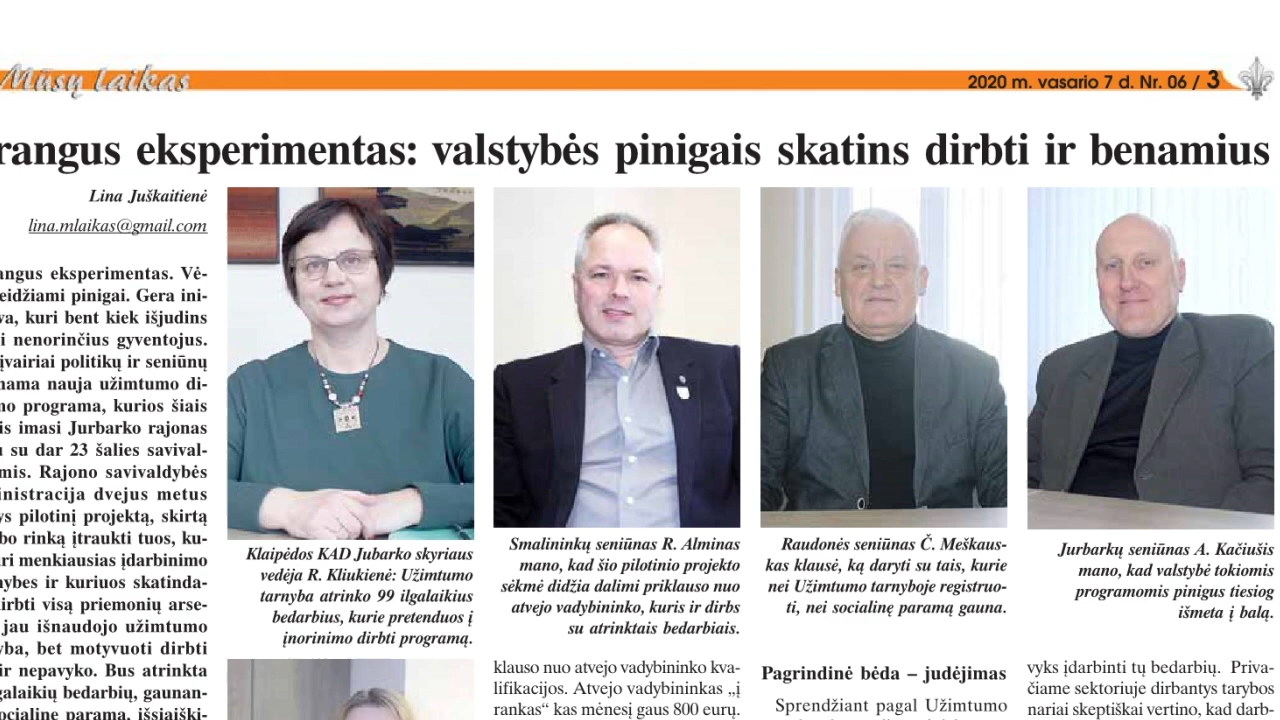 Mūsų laikas
2020 m. vasario 7 d. Nr. 06 / 3
rangus eksperimentas: valstybės pinigais skatins dirbti ir benamius
Lina Juškaitienė
lina.mlaikas@gmail.com
angus eksperimentas. Vė-
eidžiami pinigai. Gera ini-
va, kuri bent kiek išjudins
i nenorinčius gyventojus.
įvairiai politikų ir seniūnų
nama nauja užimtumo di-
mo programa, kurios šiais
is imasi Jurbarko rajonas
u su dar 23 šalies savival-
mis. Rajono savivaldybės
inistracija dvejus metus
ys pilotinį projektą, skirtą
bo rinką įtraukti tuos, ku-
ri menkiausias įdarbinimo
nybes ir kuriuos skatinda-
dirbti visą priemonių arse-
jau išnaudojo užimtumo
yba, bet motyvuoti dirbti
ir nepavyko. Bus atrinkta
galaikių bedarbių, gaunan-
ocialinę paramą, išsiaiški-
Klaipėdos KAD Jubarko skyriaus
vedėja R. Kliukienė: Užimtumo
tarnyba atrinko 99 ilgalaikius
bedarbius, kurie pretenduos į
įnorinimo dirbti programą.
Smalininkų seniūnas R. Alminas
mano, kad šio pilotinio projekto
sėkmė didžia dalimi priklauso nuo
atvejo vadybininko, kuris ir dirbs
su atrinktais bedarbiais.
klauso nuo atvejo vadybininko kva-
lifikacijos. Atvejo vadybininkas „į
rankas“ kas mėnesį gaus 800 eurų.
Raudonės seniūnas Č. Meškaus-
kas klausė, ką daryti su tais, kurie
nei Užimtumo tarnyboje registruo-
ti, nei socialinę paramą gauna.
Pagrindinė bėda – judėjimas
Sprendžiant pagal Užimtumo
Jurbarkų seniūnas A. Kačiušis
mano, kad valstybė tokiomis
programomis pinigus tiesiog
išmeta į balą.
vyks įdarbinti tų bedarbių. Priva-
čiame sektoriuje dirbantys tarybos
nariai skeptiškai vertino, kad darb-